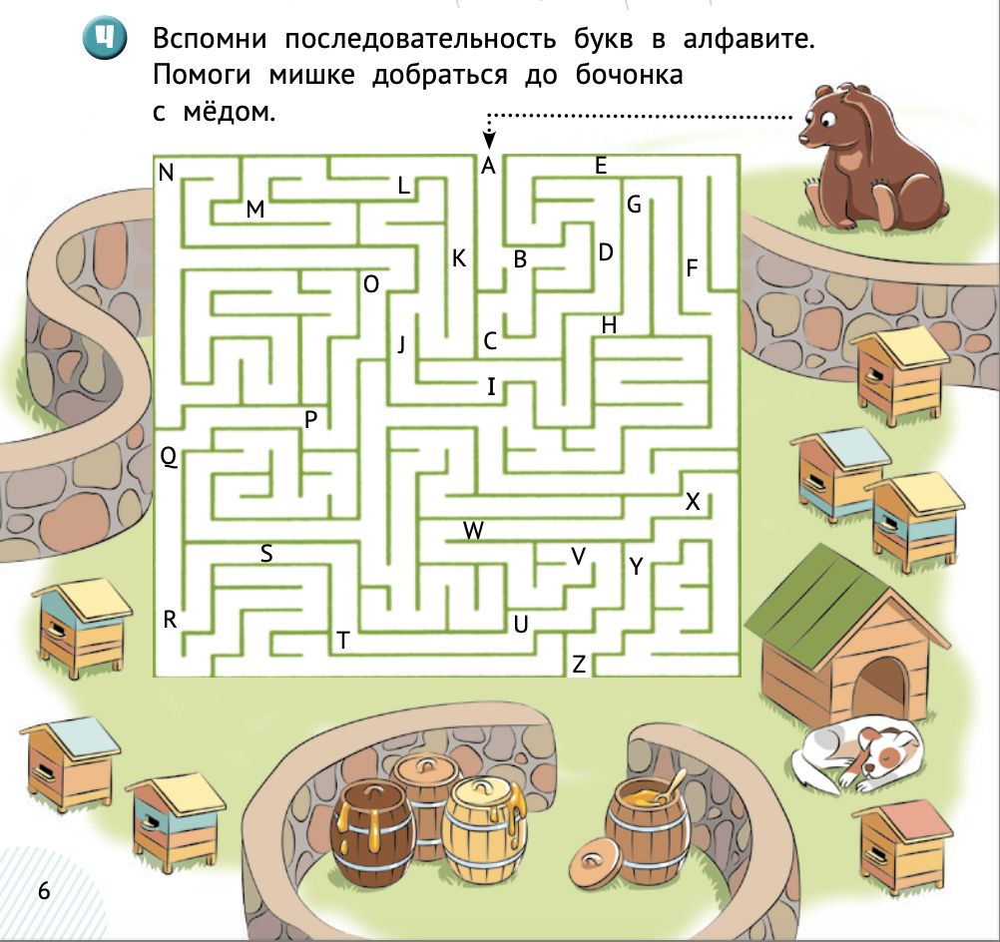 Ч
Вспомни последовательность букв в алфавите.
Помоги мишке добраться до бочонка
с мёдом.
N A E
L
M G
K B D F
O
J C H
I
P
Q
X
W
S V Y
R U
T
Z
6